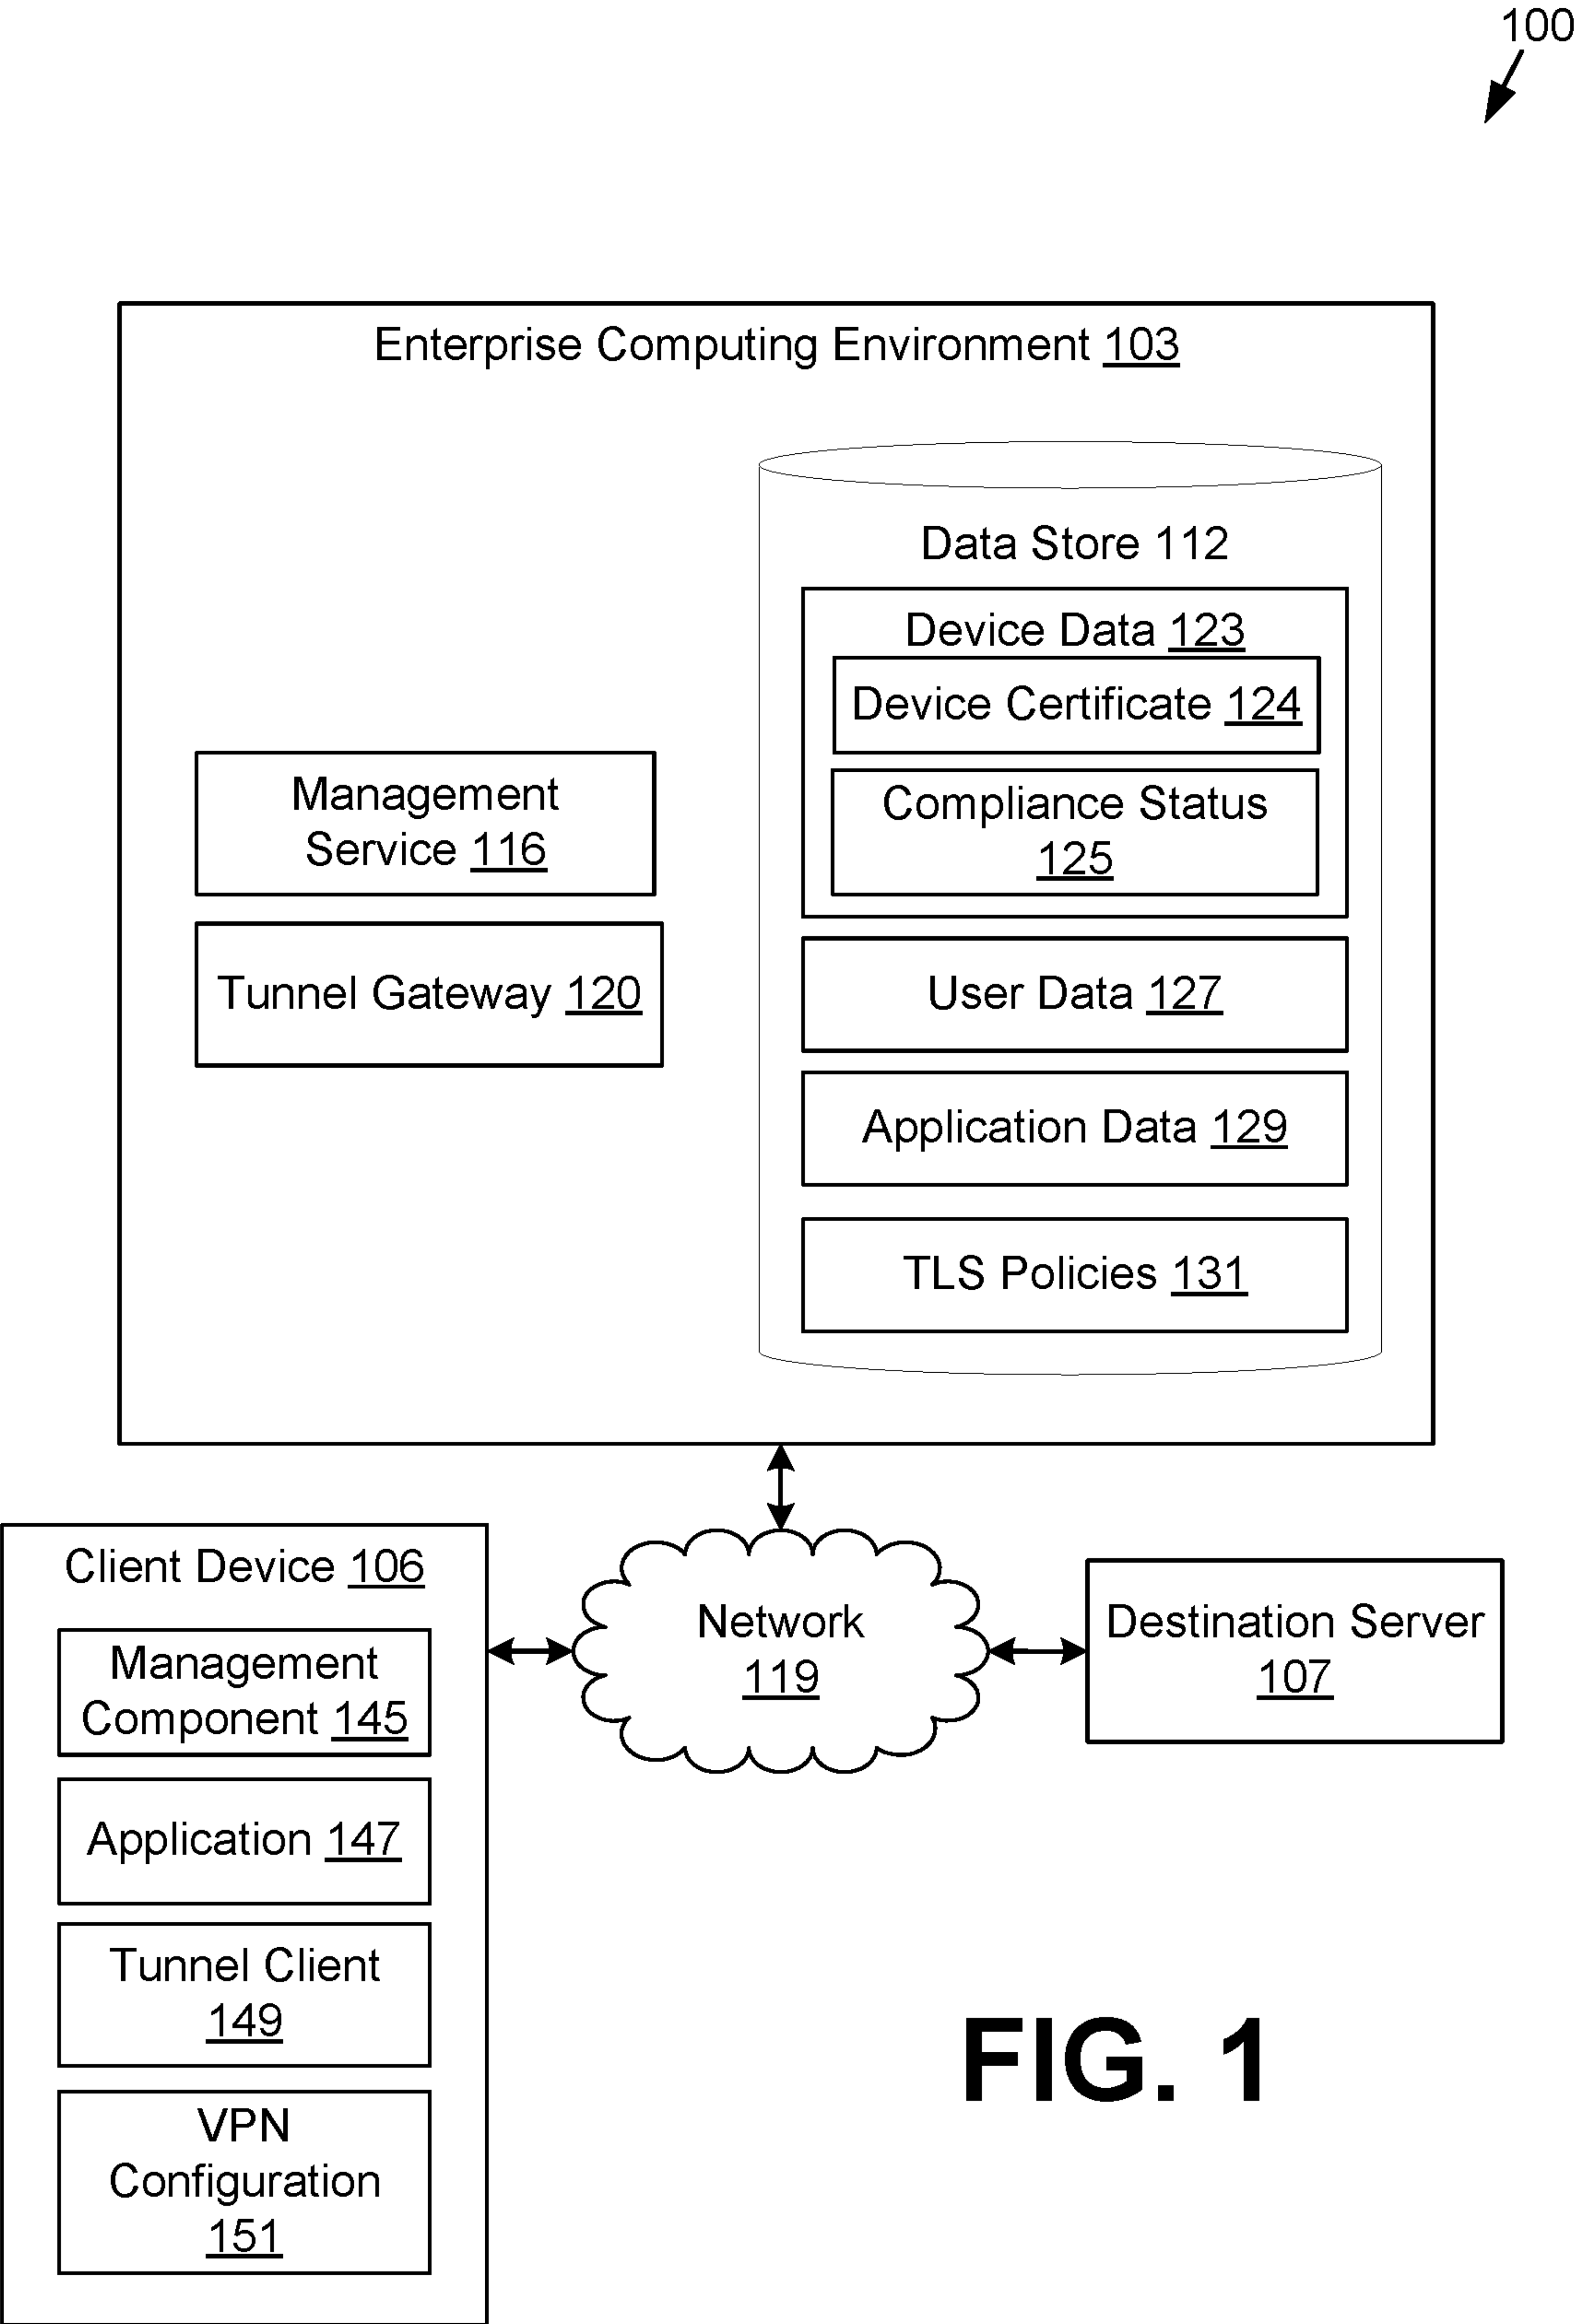 100
Enterprise Computing Environment 103
Data Store 112
Device Data 123
Device Certificate 124
Compliance Status
125
Management
Service 116
Tunnel Gateway 120
User Data 127
Application Data 129
TLS Policies 131
Client Device 106
Management
Component 145
Application 147
Tunnel Client
149
VPN
Configuration
151
Network
119
Destination Server
107
FIG. 1